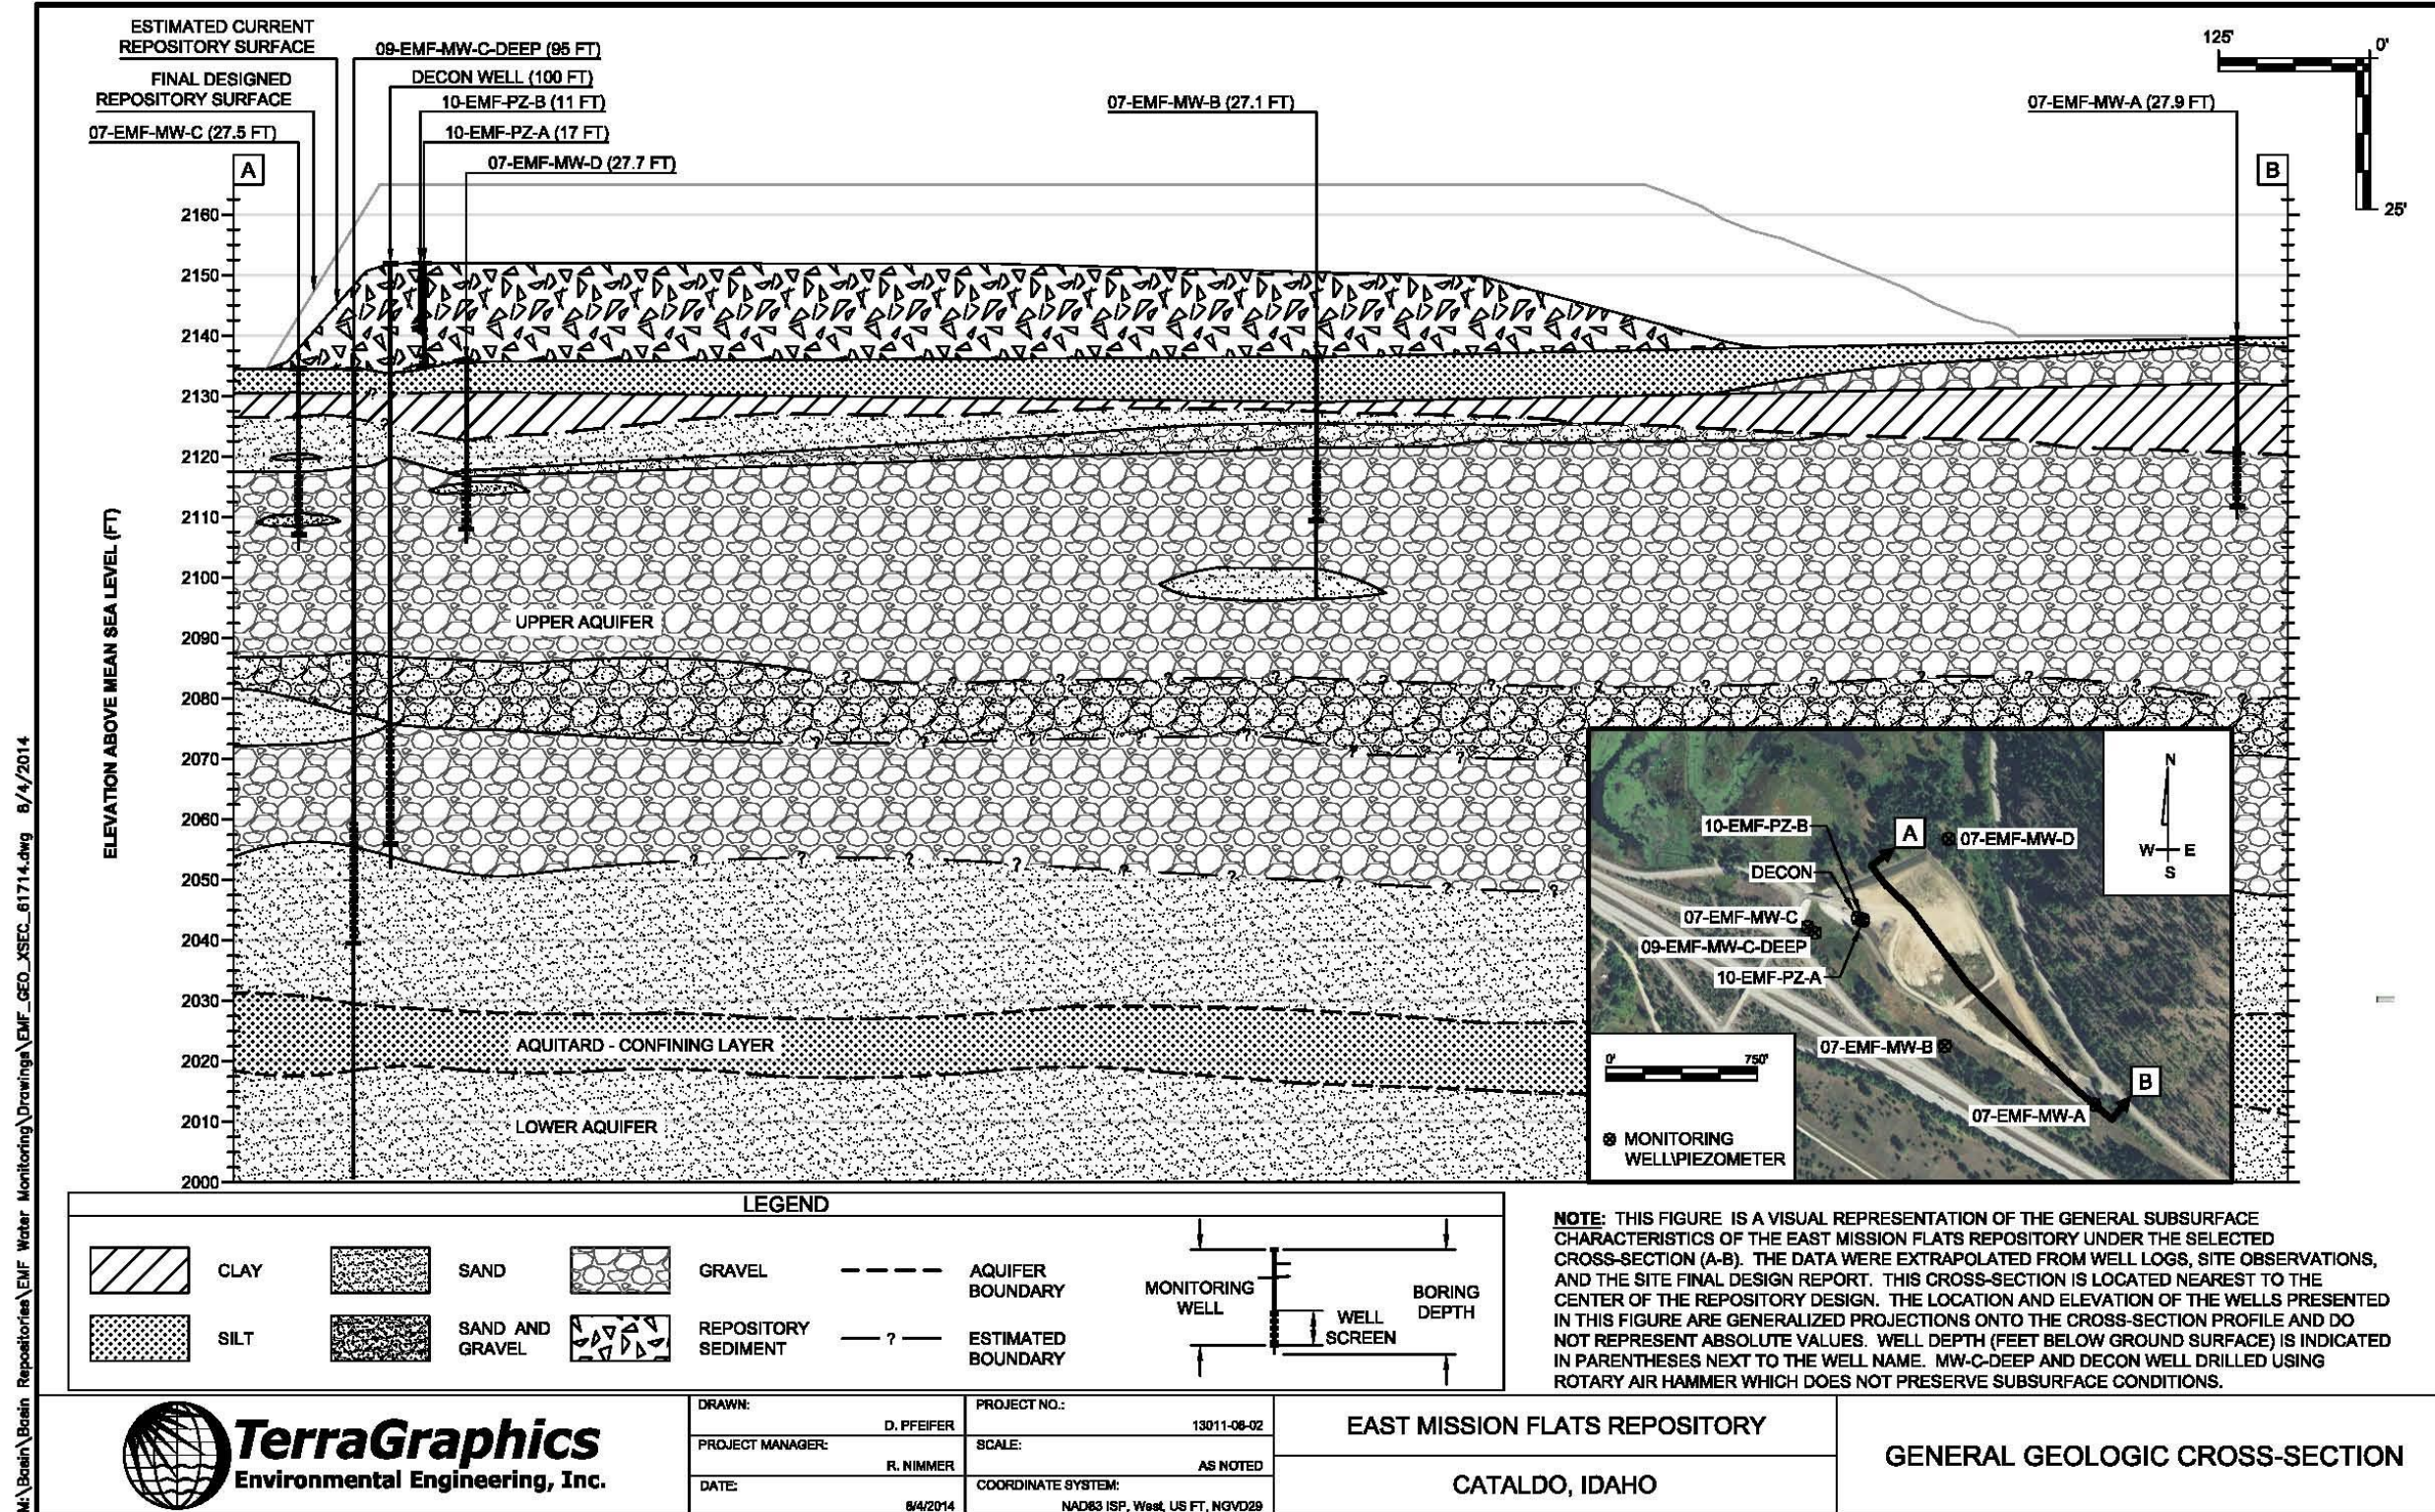 ESTIMATED CURRENT
REPOSITORY SURFACE
FINAL DESIGNED
REPOSITORY SURFACE
07-EMF-MW-C (27.5 FT)
09-EMF-MW-C-DEEP (95 FT)
DECON WELL (100 FT)
10-EMF-PZ-B (11 FT)
10-EMF-PZ-A (17 FT)
07-EMF-MW-D (27.7 FT)
07-EMF-MW-B (27.1 FT)
07-EMF-MW-A (27.9 FT)
125'
0'
25'
A
B
ELEVATION ABOVE MEAN SEA LEVEL (FT)
2160
2150
2140
2130
2120
2110
2100
2090
2080
2070
2060
2050
2040
2030
2020
2010
2000
UPPER AQUIFER
AQUITARD - CONFINING LAYER
LOWER AQUIFER
10-EMF-PZ-B
A
07-EMF-MW-D
DECON
07-EMF-MW-C
09-EMF-MW-C-DEEP
10-EMF-PZ-A
07-EMF-MW-B
B
07-EMF-MW-A
N
W E
S
0' 750'
MONITORING
WELL\PIEZOMETER
LEGEND
CLAY
SAND
GRAVEL
AQUIFER
BOUNDARY
SILT
SAND AND
GRAVEL
REPOSITORY
SEDIMENT
? ESTIMATED
BOUNDARY
MONITORING
WELL
WELL
SCREEN
BORING
DEPTH
NOTE: THIS FIGURE IS A VISUAL REPRESENTATION OF THE GENERAL SUBSURFACE
CHARACTERISTICS OF THE EAST MISSION FLATS REPOSITORY UNDER THE SELECTED
CROSS-SECTION (A-B). THE DATA WERE EXTRAPOLATED FROM WELL LOGS, SITE OBSERVATIONS,
AND THE SITE FINAL DESIGN REPORT. THIS CROSS-SECTION IS LOCATED NEAREST TO THE
CENTER OF THE REPOSITORY DESIGN. THE LOCATION AND ELEVATION OF THE WELLS PRESENTED
IN THIS FIGURE ARE GENERALIZED PROJECTIONS ONTO THE CROSS-SECTION PROFILE AND DO
NOT REPRESENT ABSOLUTE VALUES. WELL DEPTH (FEET BELOW GROUND SURFACE) IS INDICATED
IN PARENTHESES NEXT TO THE WELL NAME. MW-C-DEEP AND DECON WELL DRILLED USING
ROTARY AIR HAMMER WHICH DOES NOT PRESERVE SUBSURFACE CONDITIONS.
TerraGraphics
Environmental Engineering, Inc.
DRAWN:
D. PFEIFER
PROJECT NO.:
13011-06-02
PROJECT MANAGER:
R. NIMMER
SCALE:
AS NOTED
DATE:
8/4/2014
COORDINATE SYSTEM:
NAD83 ISP, West, US FT, NGVD29
EAST MISSION FLATS REPOSITORY
CATALDO, IDAHO
GENERAL GEOLOGIC CROSS-SECTION
M:\Basin\Basin Repositories\EMF Water Monitoring\Drawings\EMF_GEO_XSEC_61714.dwg 8/4/2014